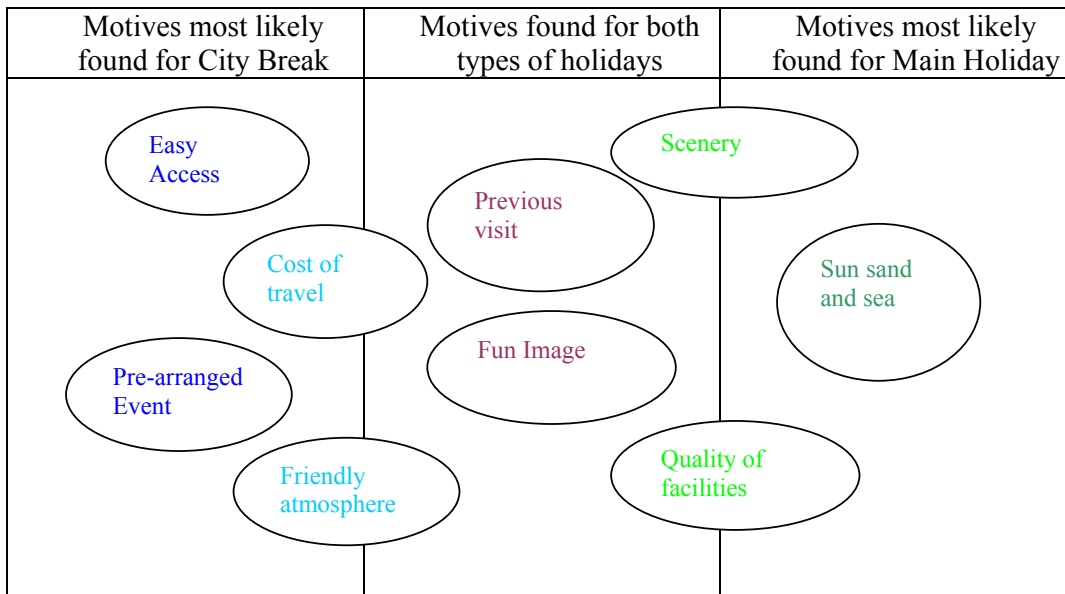 Motives most likely
found for City Break
Motives found for both
types of holidays
Motives most likely
found for Main Holiday
Easy
Access
Scenery
Previous
visit
Cost of
travel
Sun sand
and sea
Fun Image
Pre-arranged
Event
Friendly
atmosphere
Quality of
facilities